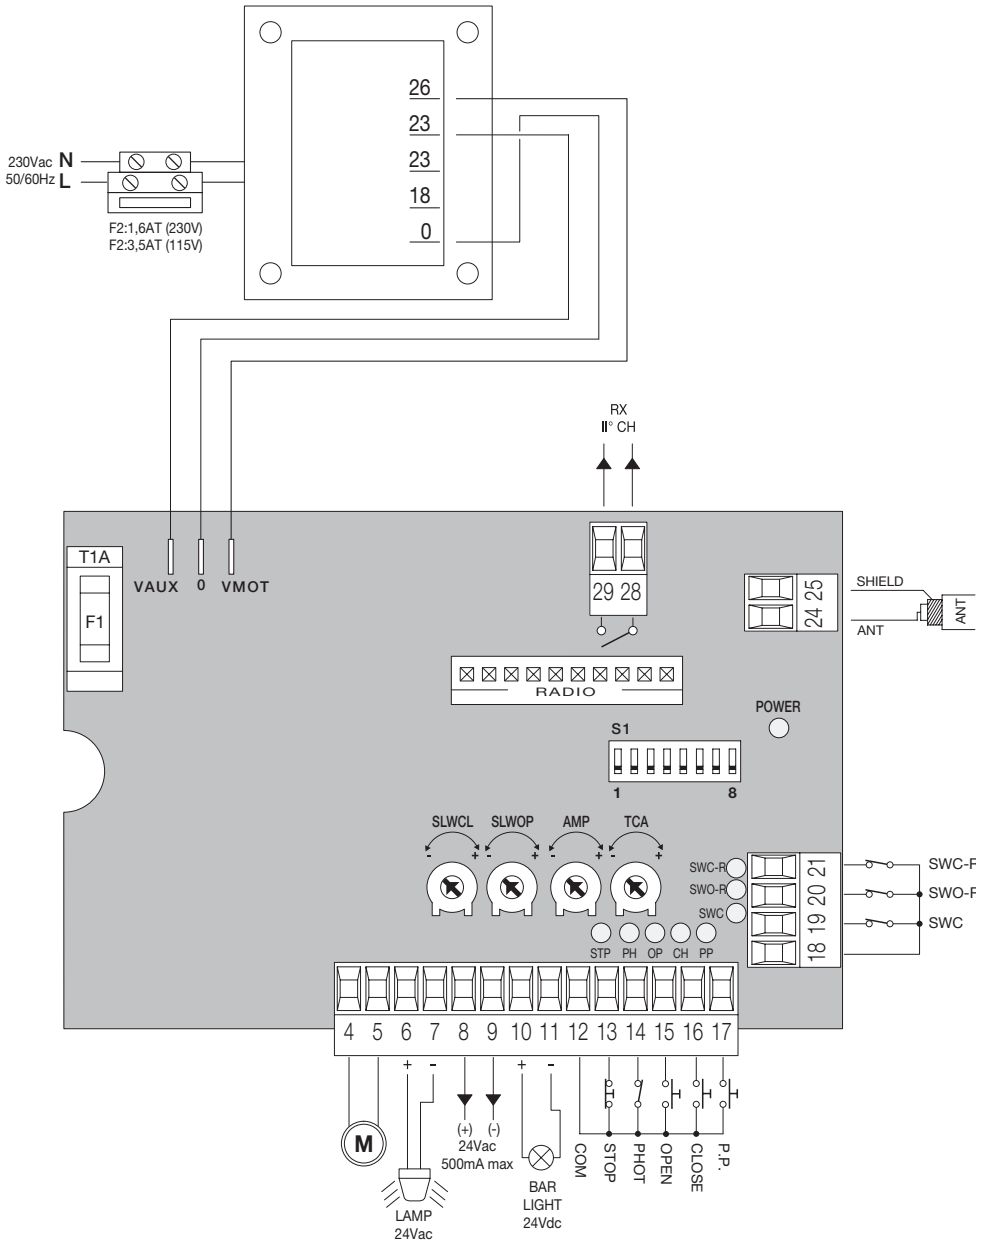 26
23
23
18
0
230Vac N
50/60Hz L
F2:1,6AT (230V)
F2:3,5AT (115V)
RX
II° CH
T1A
F1
VAUX 0 VMOT
29 28
24 25
SHIELD
ANT
ANT
RADIO
POWER
S1
1 8
SLWCL SLWOP AMP TCA
- + - + - + - +
SWC-R
SWO-R
SWC
18 19 20 21
SWC-F
SWO-F
SWC
STP PH OP CH PP
4 5 6 7 8 9 10 11 12 13 14 15 16 17
+ - + -
M
(+) (-)
24Vac
500mA max
LAMP
24Vac
BAR
LIGHT
24Vdc
COM
STOP
PHOT
OPEN
CLOSE
P.P.